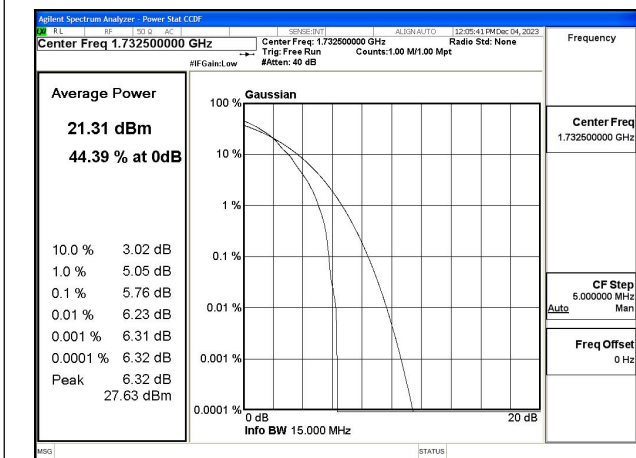 Agilent Spectrum Analyzer - Power Stat CCDF
LXI RL RF 50 Ω AC SENSE:INT ALIGN AUTO 12:05:41 PM Dec 04, 2023
Center Freq 1.732500000 GHz
Center Freq: 1.732500000 GHz Radio Std: None
Trig: Free Run Counts:1.00 M/1.00 Mpt
#IFGain:Low #Atten: 40 dB
Frequency
Average Power
21.31 dBm
44.39 % at 0dB
10.0 % 3.02 dB
1.0 % 5.05 dB
0.1 % 5.76 dB
0.01 % 6.23 dB
0.001 % 6.31 dB
0.0001 % 6.32 dB
Peak 6.32 dB
27.63 dBm
Gaussian
100 %
10 %
1 %
0.1 %
0.01 %
0.001 %
0.0001 %
0 dB 20 dB
Info BW 15.000 MHz
Center Freq
1.732500000 GHz
CF Step
5.000000 MHz
Auto Man
Freq Offset
0 Hz
MSG STATUS